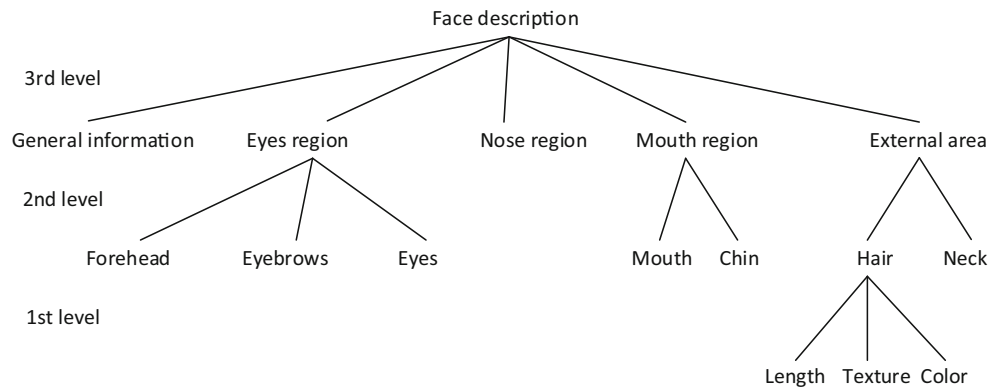 Face description
3rd level
General information Eyes region Nose region Mouth region External area
2nd level
Forehead Eyebrows Eyes Mouth Chin Hair Neck
1st level
Length Texture Color